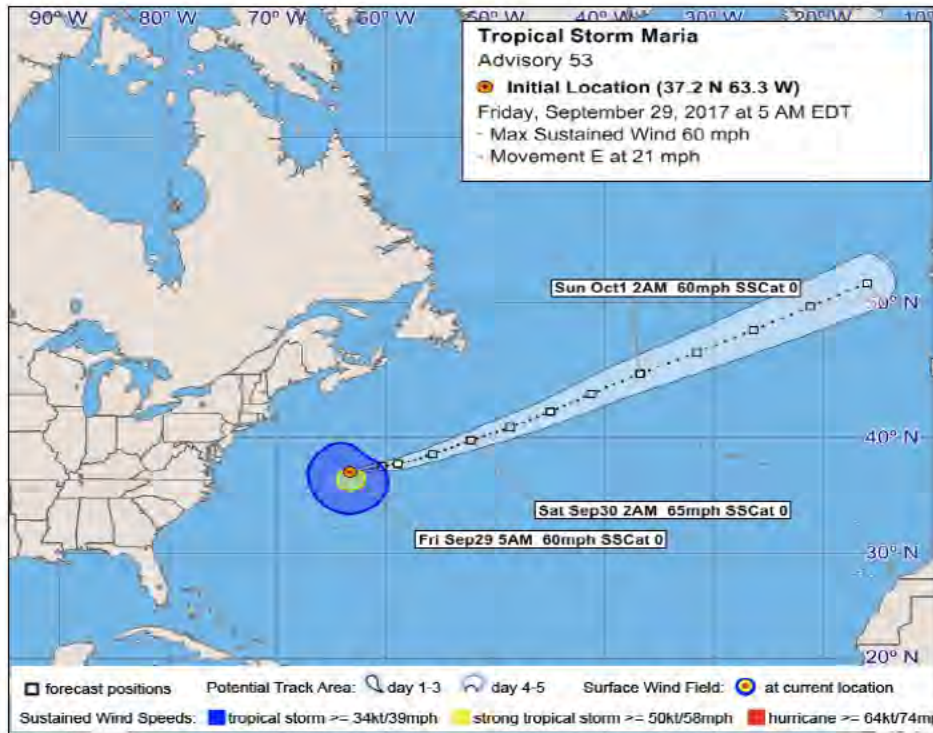 90° W 80° W 70° W 60° W 50° W 40° W 30° W 20° W 10°
Tropical Storm Maria
Advisory 53
Initial Location (37.2 N 63.3 W)
Friday, September 29, 2017 at 5 AM EDT
- Max Sustained Wind 60 mph
- Movement E at 21 mph
Sun Oct1 2AM 60mph SSCat 0
50° N
40° N
Sat Sep30 2AM 65mph SSCat 0
Fri Sep29 5AM 60mph SSCat 0
30° N
20° N
forecast positions Potential Track Area: day 1-3 day 4-5 Surface Wind Field: at current location
Sustained Wind Speeds: tropical storm >= 34kt/39mph strong tropical storm >= 50kt/58mph hurricane >= 64kt/74m